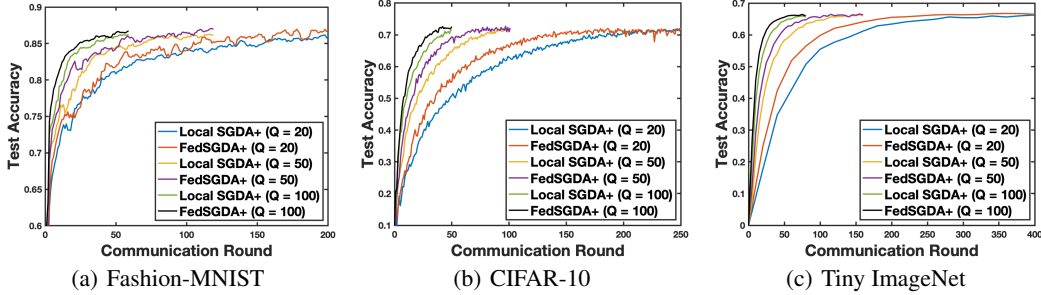 0.9
0.85
0.8
0.75
0.7
0.65
0.6
Test Accuracy
0 50 100 150 200
Communication Round
Local SGDA+ (Q = 20)
FedSGDA+ (Q = 20)
Local SGDA+ (Q = 50)
FedSGDA+ (Q = 50)
Local SGDA+ (Q = 100)
FedSGDA+ (Q = 100)
(a) Fashion-MNIST
0.8
0.7
0.6
0.5
0.4
0.3
0.2
0.1
Test Accuracy
0 50 100 150 200 250
Communication Round
Local SGDA+ (Q = 20)
FedSGDA+ (Q = 20)
Local SGDA+ (Q = 50)
FedSGDA+ (Q = 50)
Local SGDA+ (Q = 100)
FedSGDA+ (Q = 100)
(b) CIFAR-10
0.7
0.6
0.5
0.4
0.3
0.2
0.1
0
Test Accuracy
0 50 100 150 200 250 300 350 400
Communication Round
Local SGDA+ (Q = 20)
FedSGDA+ (Q = 20)
Local SGDA+ (Q = 50)
FedSGDA+ (Q = 50)
Local SGDA+ (Q = 100)
FedSGDA+ (Q = 100)
(c) Tiny ImageNet